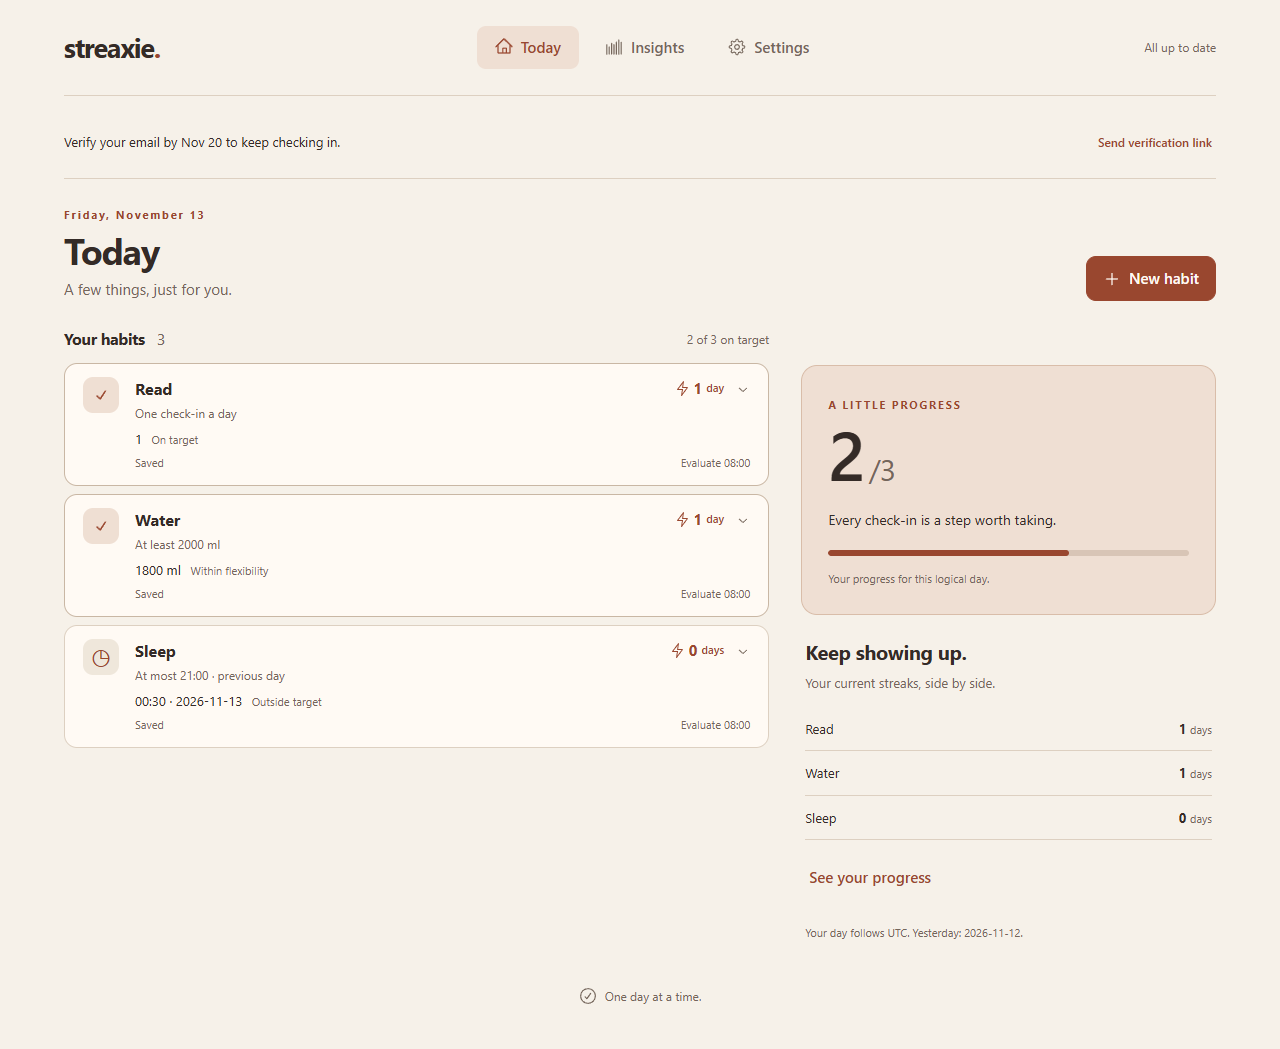 streaxie.
Today
Insights
Settings
All up to date
Verify your email by Nov 20 to keep checking in.
Send verification link
Friday, November 13
Today
A few things, just for you.
New habit
Your habits 3
2 of 3 on target
Read
1 day
One check-in a day
1 On target
Saved
Evaluate 08:00
Water
1 day
At least 2000 ml
1800 ml Within flexibility
Saved
Evaluate 08:00
Sleep
0 days
At most 21:00 · previous day
00:30 · 2026-11-13 Outside target
Saved
Evaluate 08:00
A LITTLE PROGRESS
2/3
Every check-in is a step worth taking.
Your progress for this logical day.
Keep showing up.
Your current streaks, side by side.
Read 1 days
Water 1 days
Sleep 0 days
See your progress
Your day follows UTC. Yesterday: 2026-11-12.
One day at a time.